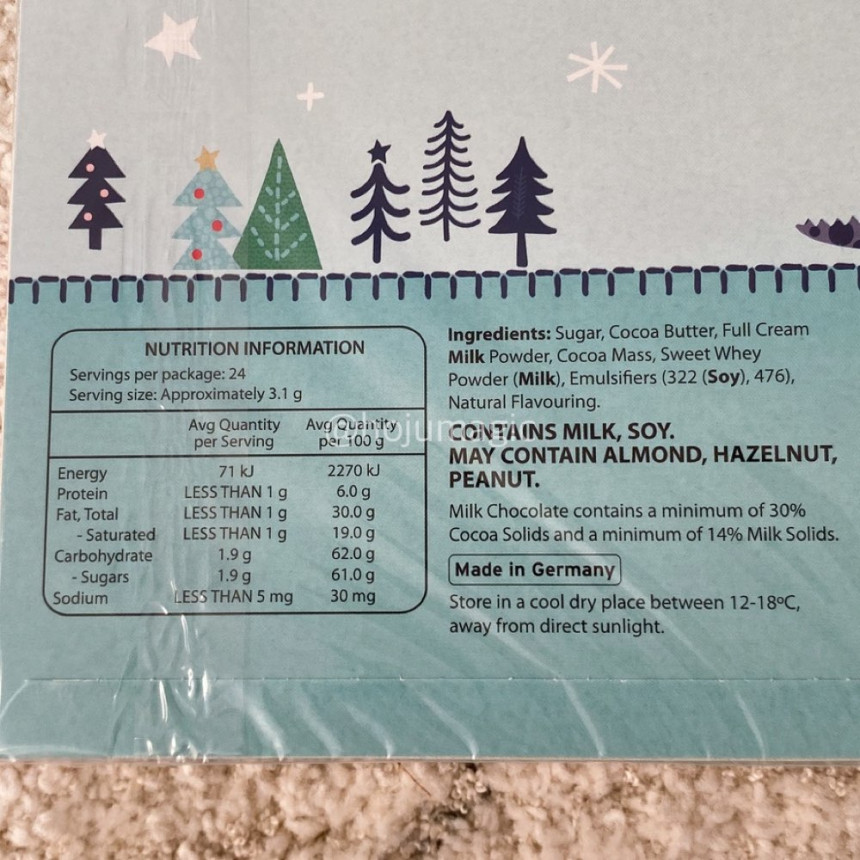 NUTRITION INFORMATION
Servings per package: 24
Serving size: Approximately 3.1 g
Avg Quantity per Serving Avg Quantity per 100 g
Energy 71 kJ 2270 kJ
Protein LESS THAN 1 g 6.0 g
Fat, Total LESS THAN 1 g 30.0 g
- Saturated LESS THAN 1 g 19.0 g
Carbohydrate 1.9 g 62.0 g
- Sugars 1.9 g 61.0 g
Sodium LESS THAN 5 mg 30 mg
Ingredients: Sugar, Cocoa Butter, Full Cream
Milk Powder, Cocoa Mass, Sweet Whey
Powder (Milk), Emulsifiers (322 (Soy), 476),
Natural Flavouring.
CONTAINS MILK, SOY.
MAY CONTAIN ALMOND, HAZELNUT,
PEANUT.
Milk Chocolate contains a minimum of 30%
Cocoa Solids and a minimum of 14% Milk Solids.
Made in Germany
Store in a cool dry place between 12-18ºC,
away from direct sunlight.
@hojumagic